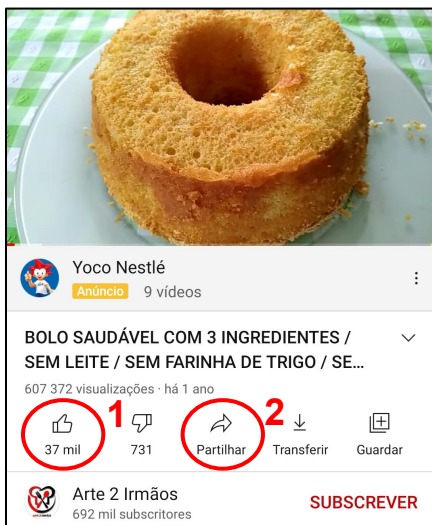 Yoco Nestlé
Anúncio 9 vídeos
BOLO SAUDÁVEL COM 3 INGREDIENTES /
SEM LEITE / SEM FARINHA DE TRIGO / SE...
607 372 visualizações · há 1 ano
1 2
37 mil 731 Partilhar Transferir Guardar
Arte 2 Irmãos SUBSCREVER
692 mil subscritores